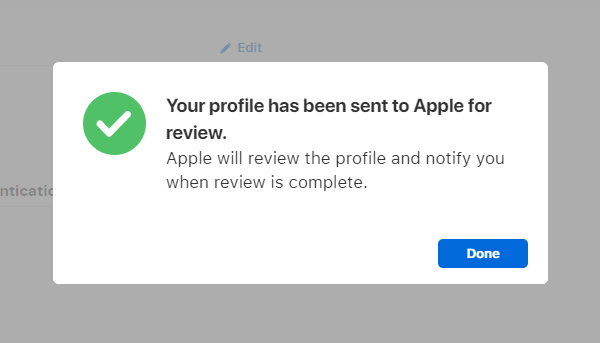 Edit
Your profile has been sent to Apple for
review.
Apple will review the profile and notify you
when review is complete.
nticatio
Done